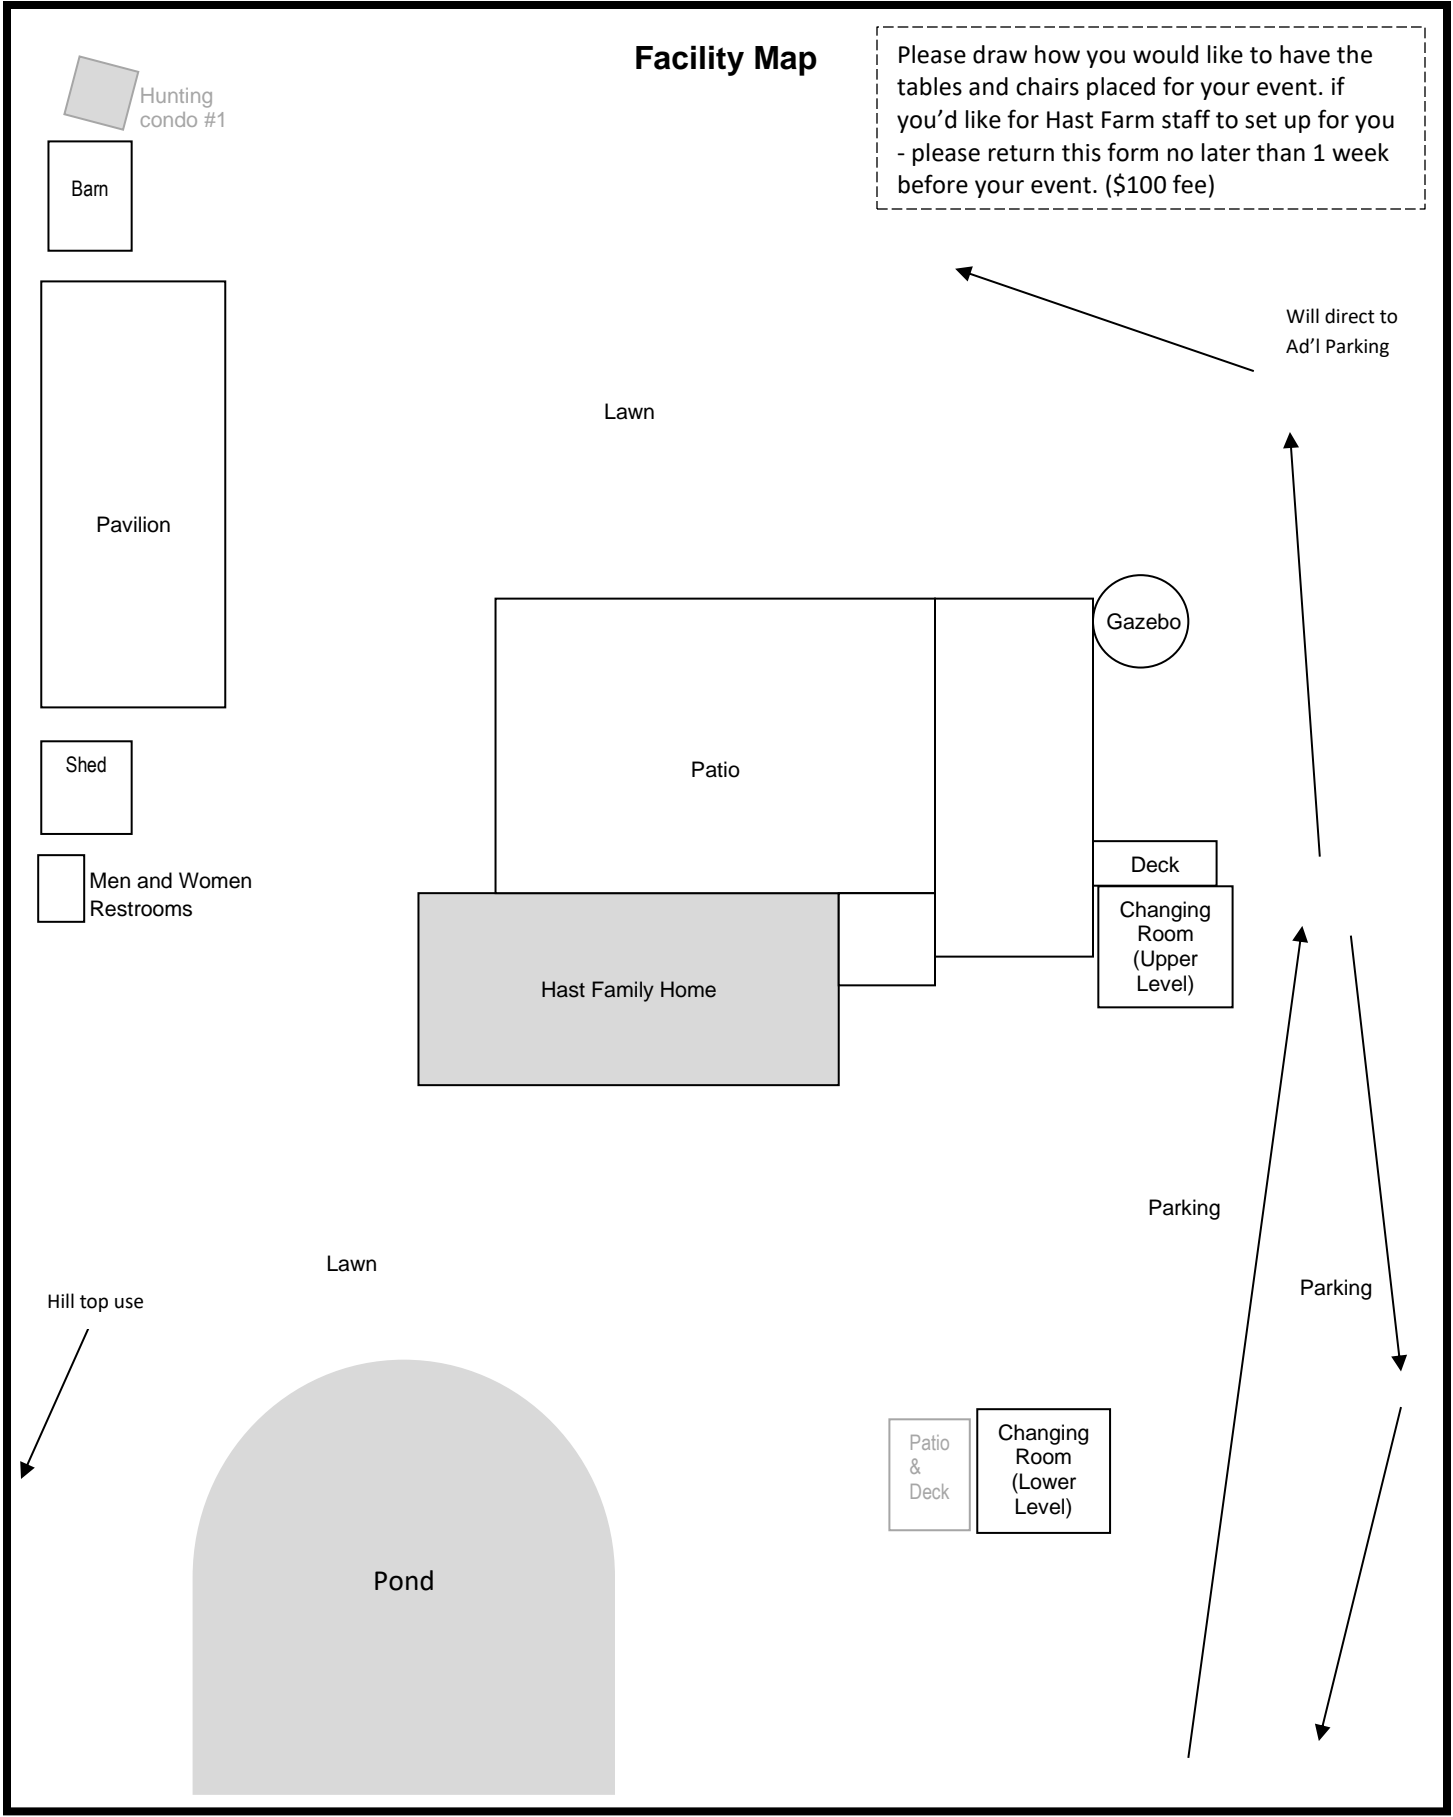 Facility Map
Please draw how you would like to have the
tables and chairs placed for your event. if
you'd like for Hast Farm staff to set up for you
- please return this form no later than 1 week
before your event. ($100 fee)
Hunting
condo #1
Barn
Will direct to
Ad'l Parking
Lawn
Pavilion
Gazebo
Patio
Shed
Deck
Men and Women
Restrooms
Changing
Room
(Upper
Level)
Hast Family Home
Parking
Lawn
Parking
Hill top use
Patio
&
Deck
Changing
Room
(Lower
Level)
Pond